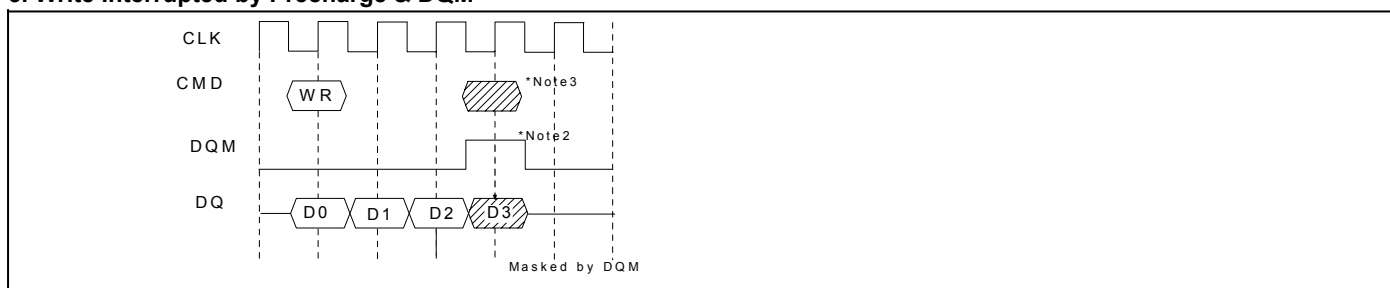 5. Write Interrupted by Precharge & DQM
CLK
CMD
WR
*Note3
DQM
*Note2
DQ
D0
D1
D2
D3
Masked by DQM